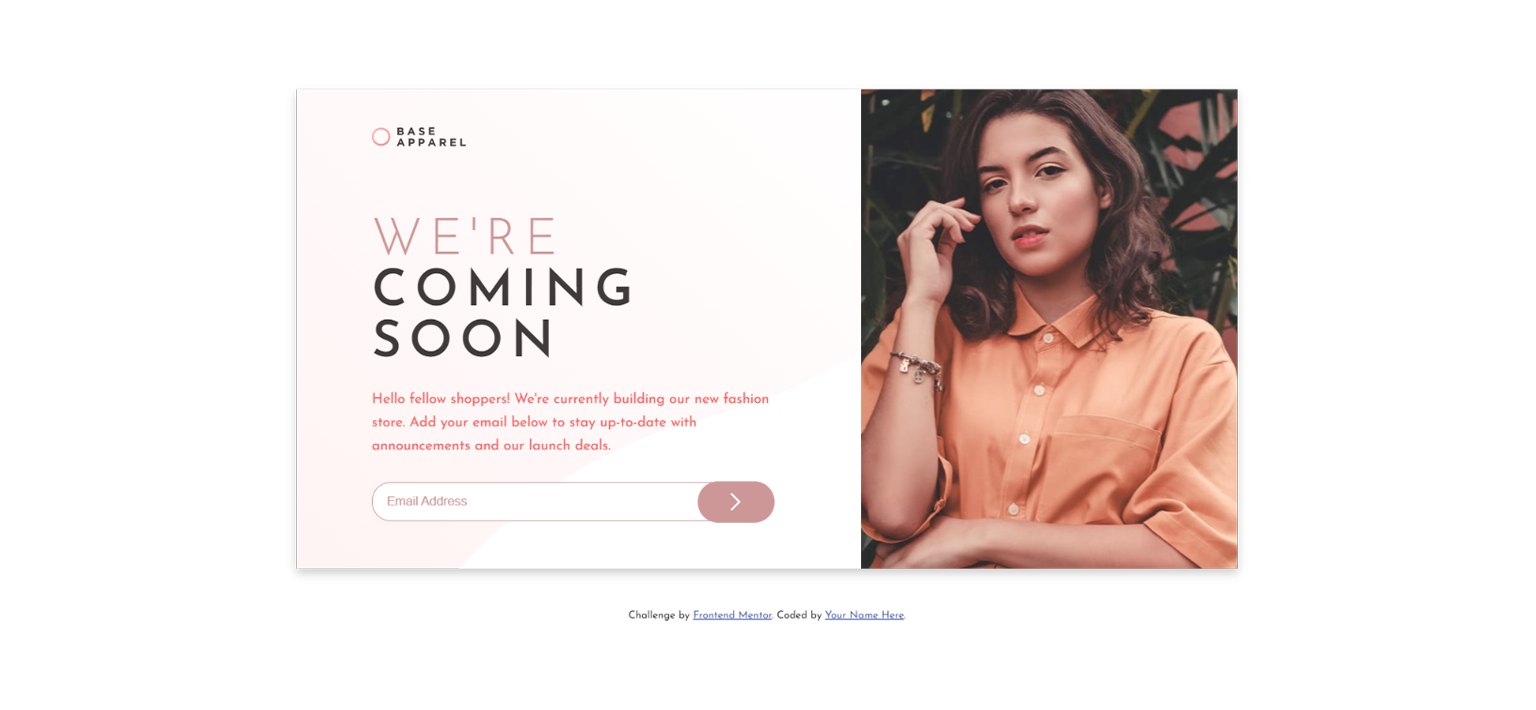 BASE
APPAREL
WE'RE
COMING
SOON
Hello fellow shoppers! We're currently building our new fashion
store. Add your email below to stay up-to-date with
announcements and our launch deals.
Email Address
Challenge by Frontend Mentor. Coded by Your Name Here.